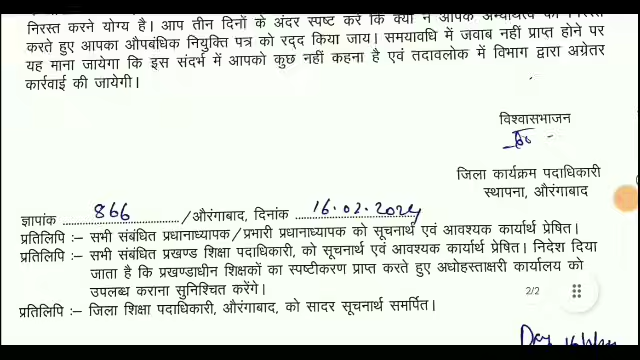 निरस्त करने योग्य है। आप तीन दिनों के अंदर स्पष्ट करें कि क्यों न आपके अभ्यर्थित्व को निरस्त
करते हुए आपका औपबंधिक नियुक्ति पत्र को रद्द किया जाय। समयावधि में जवाब नहीं प्राप्त होने पर
यह माना जायेगा कि इस संदर्भ में आपको कुछ नहीं कहना है एवं तदावलोक में विभाग द्वारा अग्रेतर
कार्रवाई की जायेगी।
विश्वासभाजन
जिला कार्यक्रम पदाधिकारी
स्थापना, औरंगाबाद
ज्ञापांक 866 /औरंगाबाद, दिनांक 16.02.2024
प्रतिलिपि :– सभी संबंधित प्रधानाध्यापक/प्रभारी प्रधानाध्यापक को सूचनार्थ एवं आवश्यक कार्यार्थ प्रेषित।
प्रतिलिपि :– सभी संबंधित प्रखण्ड शिक्षा पदाधिकारी, को सूचनार्थ एवं आवश्यक कार्यार्थ प्रेषित। निदेश दिया
जाता है कि प्रखण्डाधीन शिक्षकों का स्पष्टीकरण प्राप्त करते हुए अधोहस्ताक्षरी कार्यालय को
उपलब्ध कराना सुनिश्चित करेंगे।
2/2
प्रतिलिपि :– जिला शिक्षा पदाधिकारी, औरंगाबाद, को सादर सूचनार्थ समर्पित।